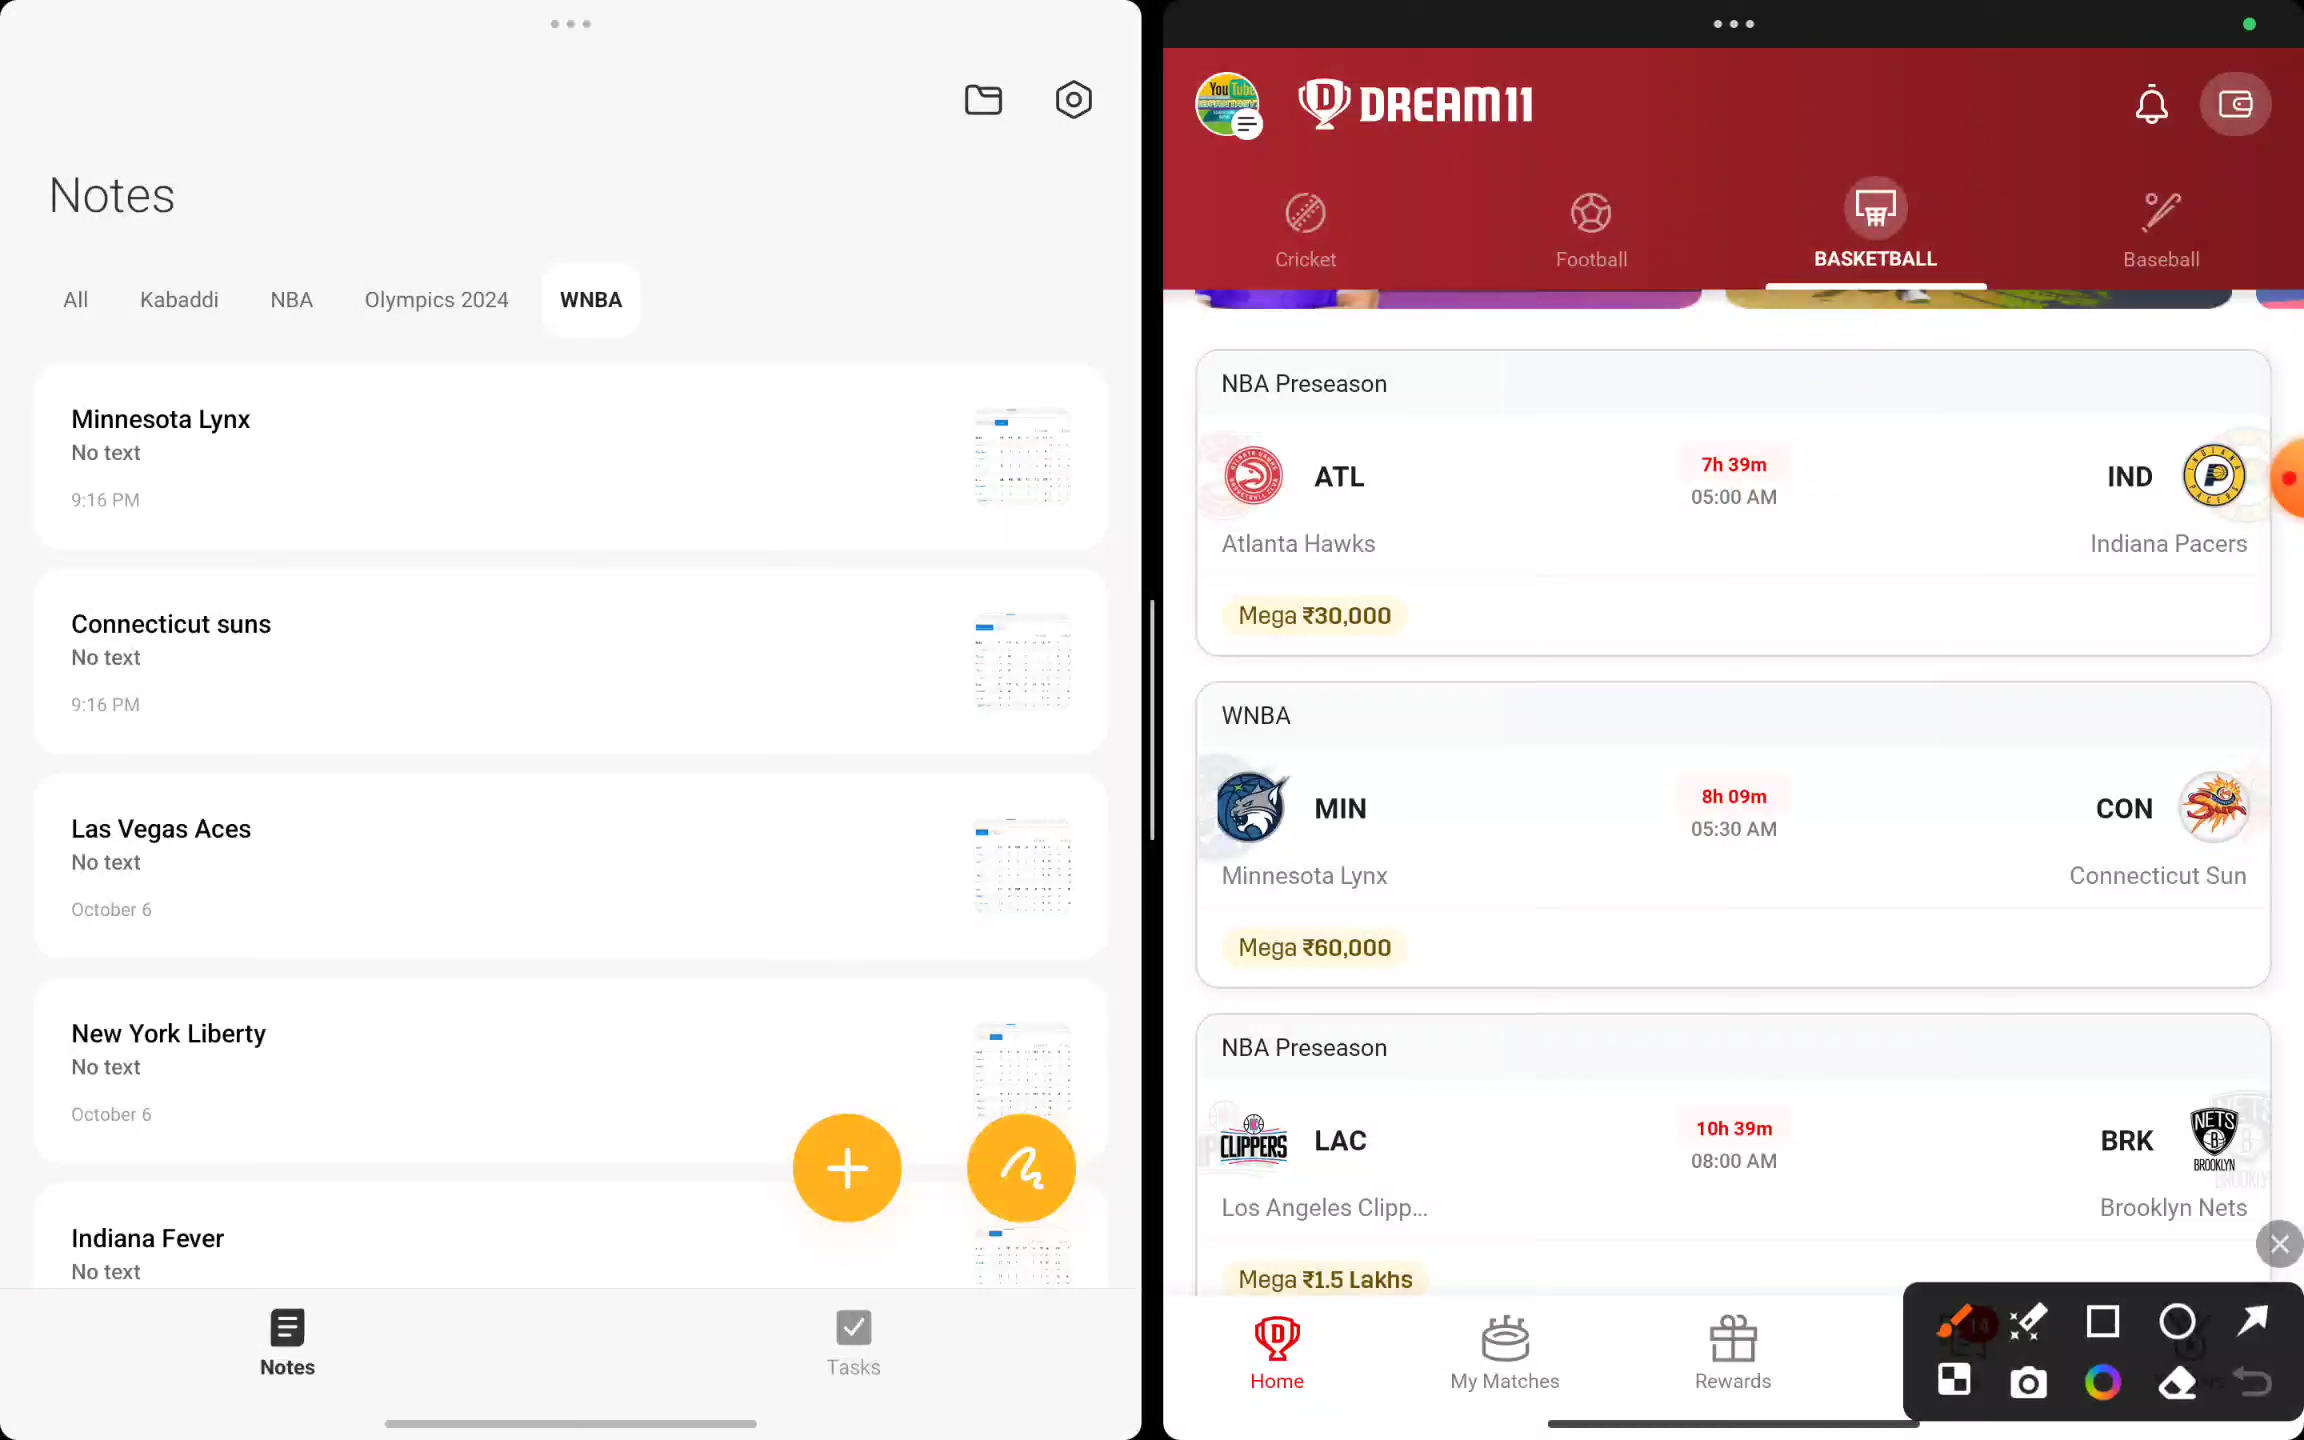 Notes
All
Kabaddi
NBA
Olympics 2024
WNBA
Minnesota Lynx
No text
9:16 PM
Connecticut suns
No text
9:16 PM
Las Vegas Aces
No text
October 6
New York Liberty
No text
October 6
Indiana Fever
No text
Notes
Tasks
YouTube
DREAM11
Cricket
Football
BASKETBALL
Baseball
NBA Preseason
ATL
7h 39m
05:00 AM
IND
Atlanta Hawks
Indiana Pacers
Mega ₹30,000
WNBA
MIN
8h 09m
05:30 AM
CON
Minnesota Lynx
Connecticut Sun
Mega ₹60,000
NBA Preseason
CLIPPERS
LAC
10h 39m
08:00 AM
BRK
NETS
B
BROOKLYN
Los Angeles Clipp...
Brooklyn Nets
Mega ₹1.5 Lakhs
Home
My Matches
Rewards